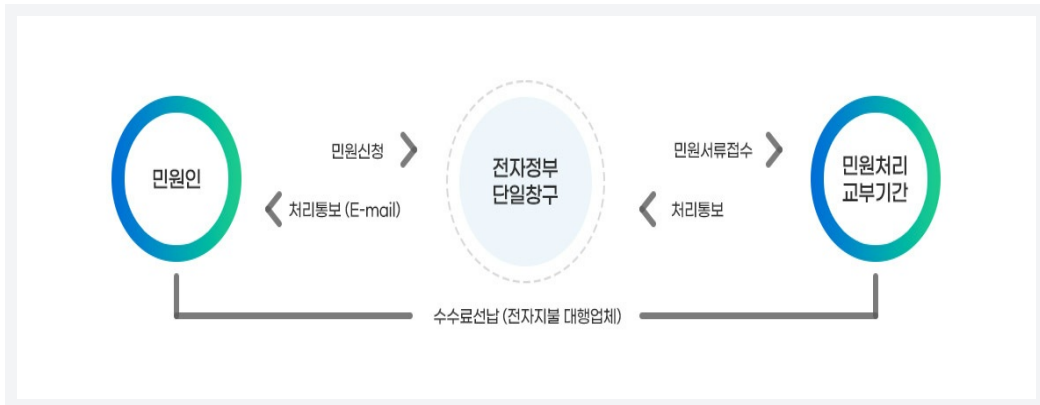 민원인
민원신청
처리통보 (E-mail)
전자정부
단일창구
민원서류접수
처리통보
민원처리
교부기간
수수료선납 (전자지불 대행업체)